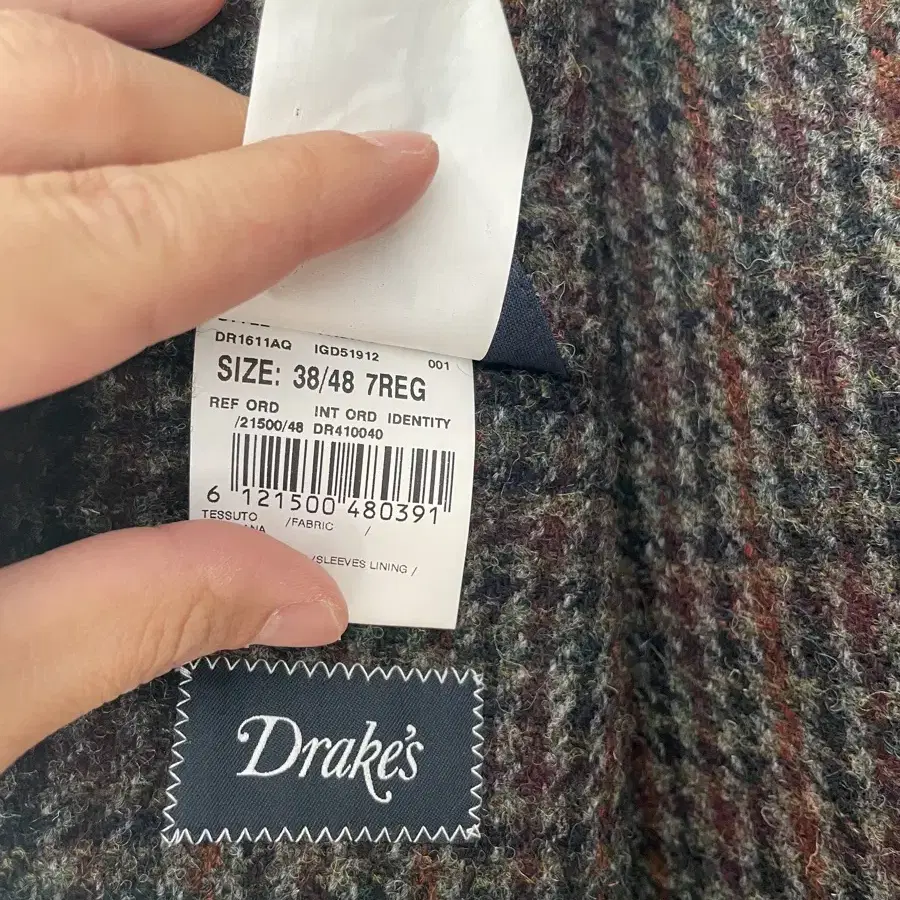 DR1611AQ IGD51912 001
SIZE: 38/48 7REG
REF ORD INT ORD IDENTITY
/21500/48 DR410040
6 121500 480391
TESSUTO /FABRIC /
/SLEEVES LINING /
Drake's